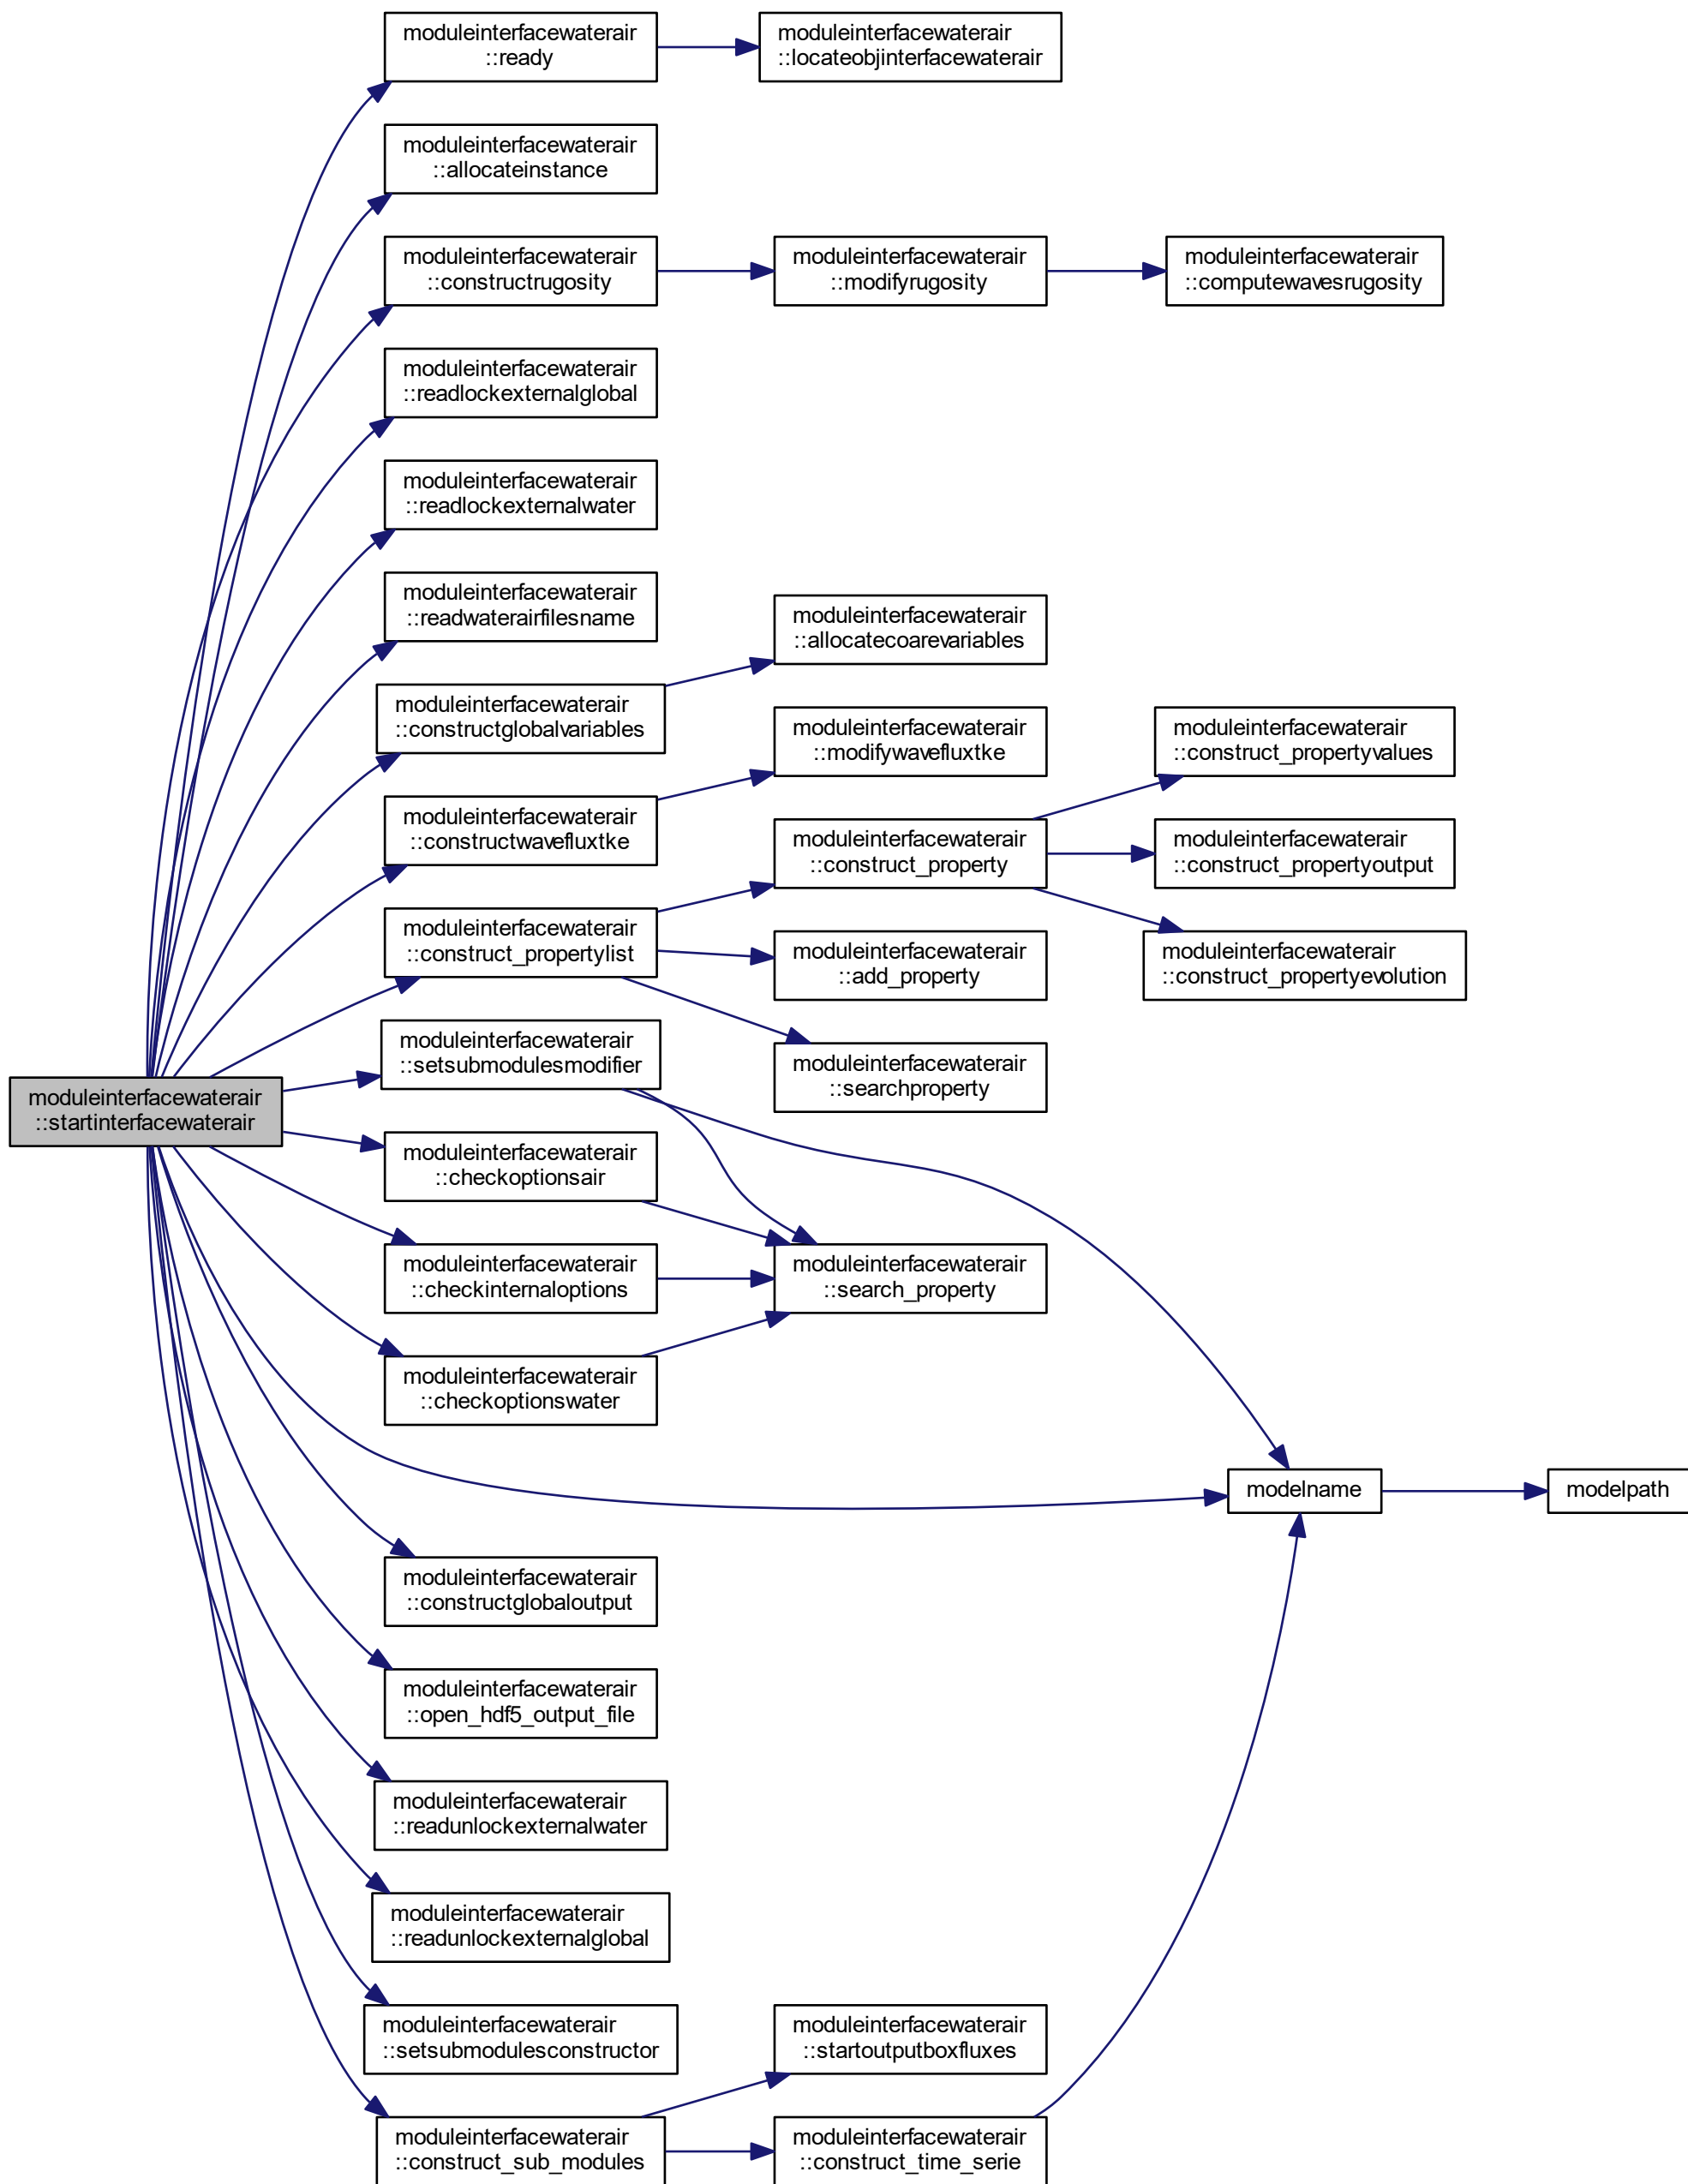 moduleinterfacewaterair
::startinterfacewaterair
moduleinterfacewaterair
::ready
moduleinterfacewaterair
::locateobjinterfacewaterair
moduleinterfacewaterair
::allocateinstance
moduleinterfacewaterair
::constructrugosity
moduleinterfacewaterair
::modifyrugosity
moduleinterfacewaterair
::computewavesrugosity
moduleinterfacewaterair
::readlockexternalglobal
moduleinterfacewaterair
::readlockexternalwater
moduleinterfacewaterair
::readwaterairfilesname
moduleinterfacewaterair
::constructglobalvariables
moduleinterfacewaterair
::allocatecoarevariables
moduleinterfacewaterair
::constructwavefluxtke
moduleinterfacewaterair
::modifywavefluxtke
moduleinterfacewaterair
::construct_propertylist
moduleinterfacewaterair
::construct_property
moduleinterfacewaterair
::construct_propertyvalues
moduleinterfacewaterair
::construct_propertyoutput
moduleinterfacewaterair
::construct_propertyevolution
moduleinterfacewaterair
::add_property
moduleinterfacewaterair
::searchproperty
moduleinterfacewaterair
::setsubmodulesmodifier
moduleinterfacewaterair
::checkoptionsair
moduleinterfacewaterair
::checkinternaloptions
moduleinterfacewaterair
::search_property
moduleinterfacewaterair
::checkoptionswater
modelname
modelpath
moduleinterfacewaterair
::constructglobaloutput
moduleinterfacewaterair
::open_hdf5_output_file
moduleinterfacewaterair
::readunlockexternalwater
moduleinterfacewaterair
::readunlockexternalglobal
moduleinterfacewaterair
::setsubmodulesconstructor
moduleinterfacewaterair
::construct_sub_modules
moduleinterfacewaterair
::startoutputboxfluxes
moduleinterfacewaterair
::construct_time_serie